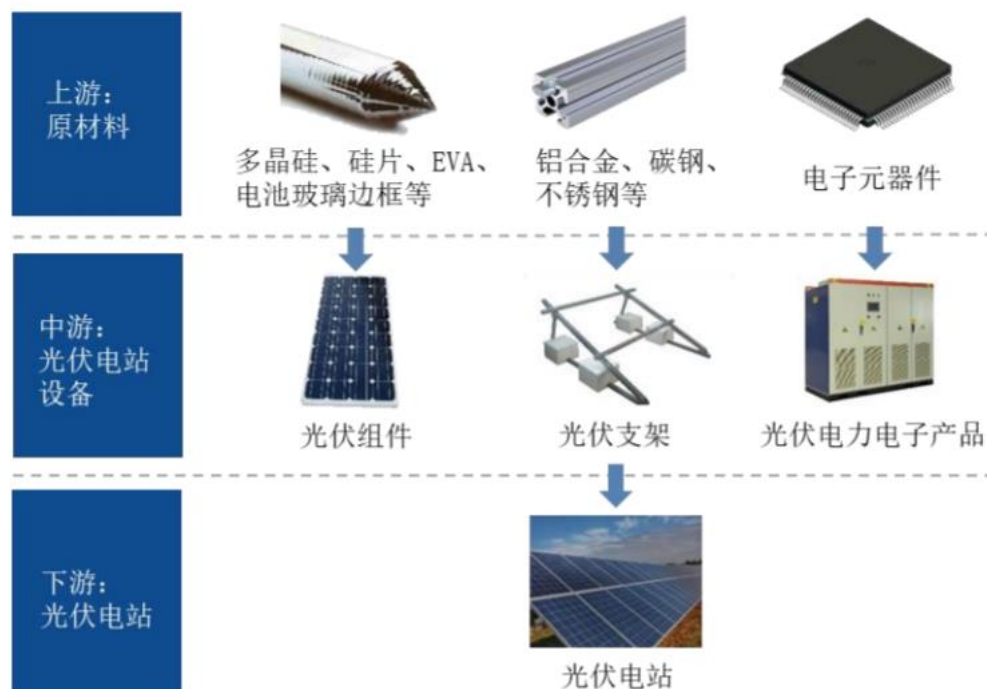 上游：
原材料
多晶硅、硅片、EVA、
电池玻璃边框等
铝合金、碳钢、
不锈钢等
电子元器件
中游：
光伏电站
设备
光伏组件
光伏支架
光伏电力电子产品
下游：
光伏电站
光伏电站